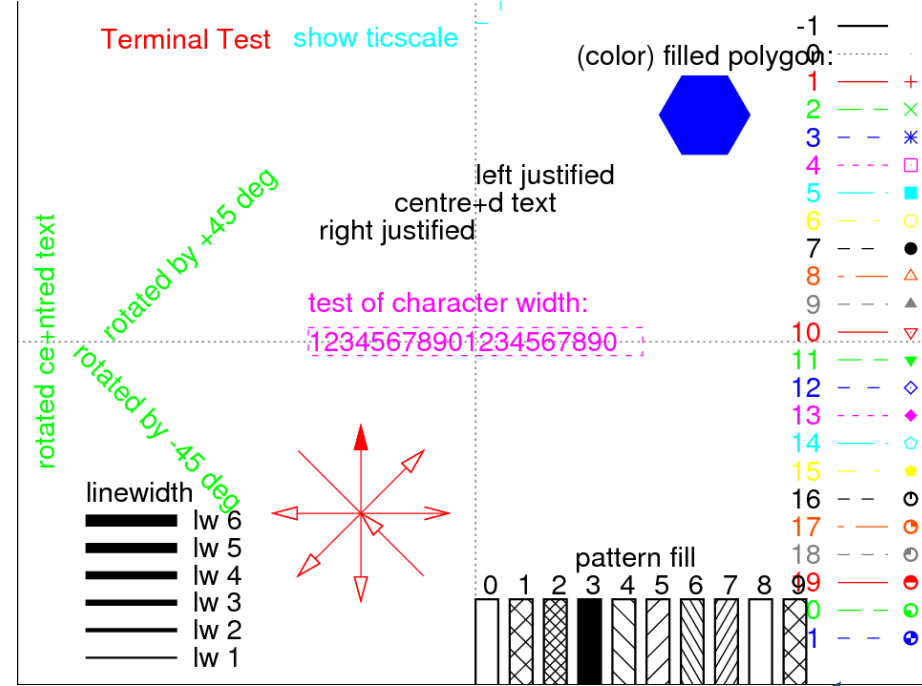 Terminal Test
show ticscale
(color) filled polygon:
left justified
centre+d text
right justified
rotated ce+ntred text
rotated by +45 deg
rotated by -45 deg
test of character width:
12345678901234567890
linewidth
lw 6
lw 5
lw 4
lw 3
lw 2
lw 1
pattern fill
0 1 2 3 4 5 6 7 8 9
-1
0
1
2
3
4
5
6
7
8
9
10
11
12
13
14
15
16
17
18
19
0
1